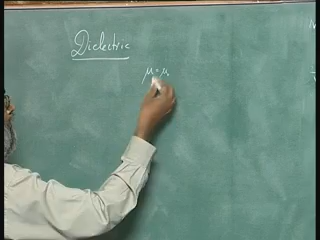 Dielectric
μ = μ₀